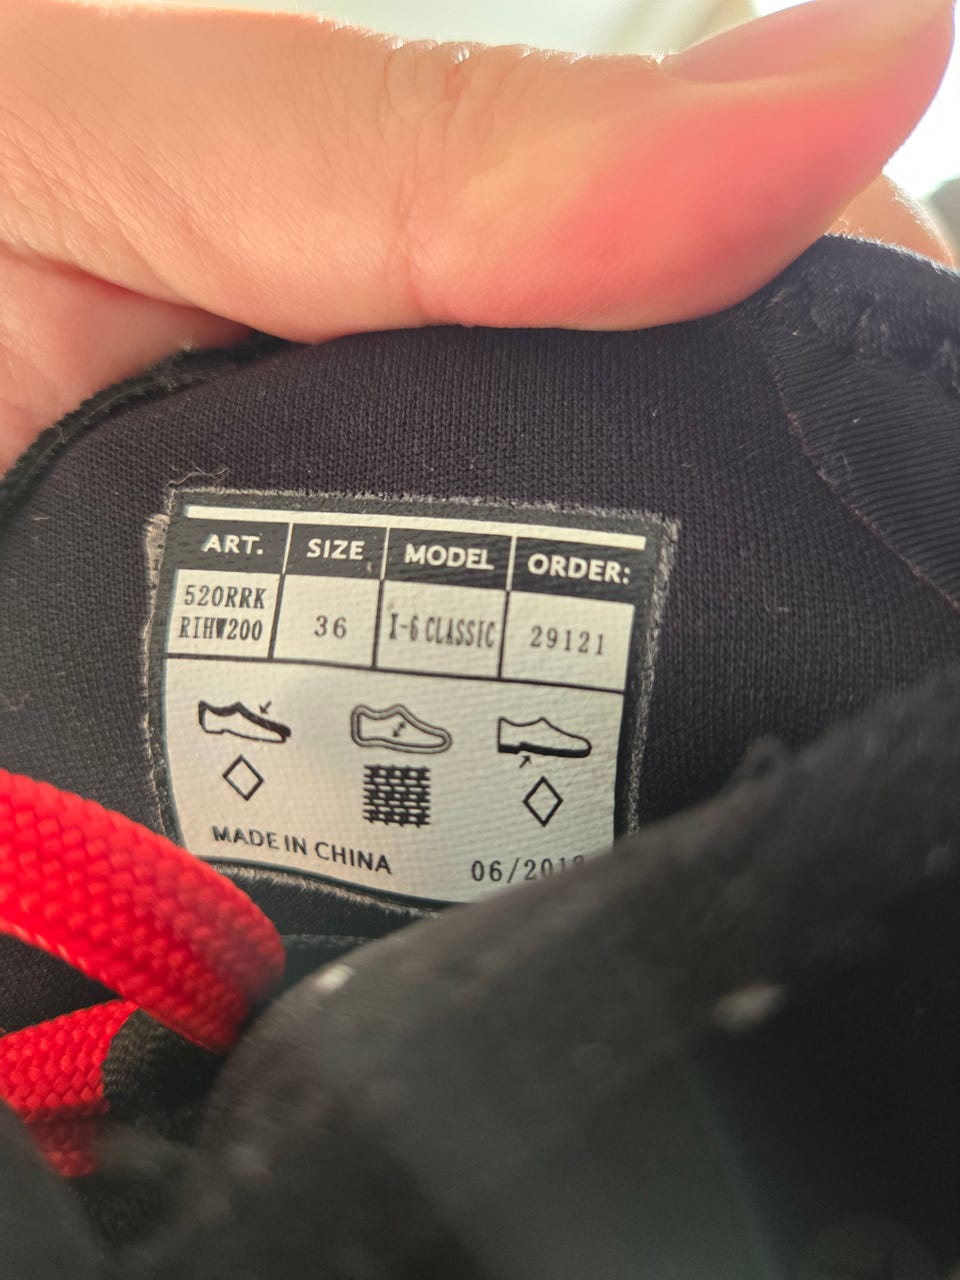 ART. SIZE MODEL ORDER:
520RRK
RIHW200 36 X-6 CLASSIC 29121
MADE IN CHINA